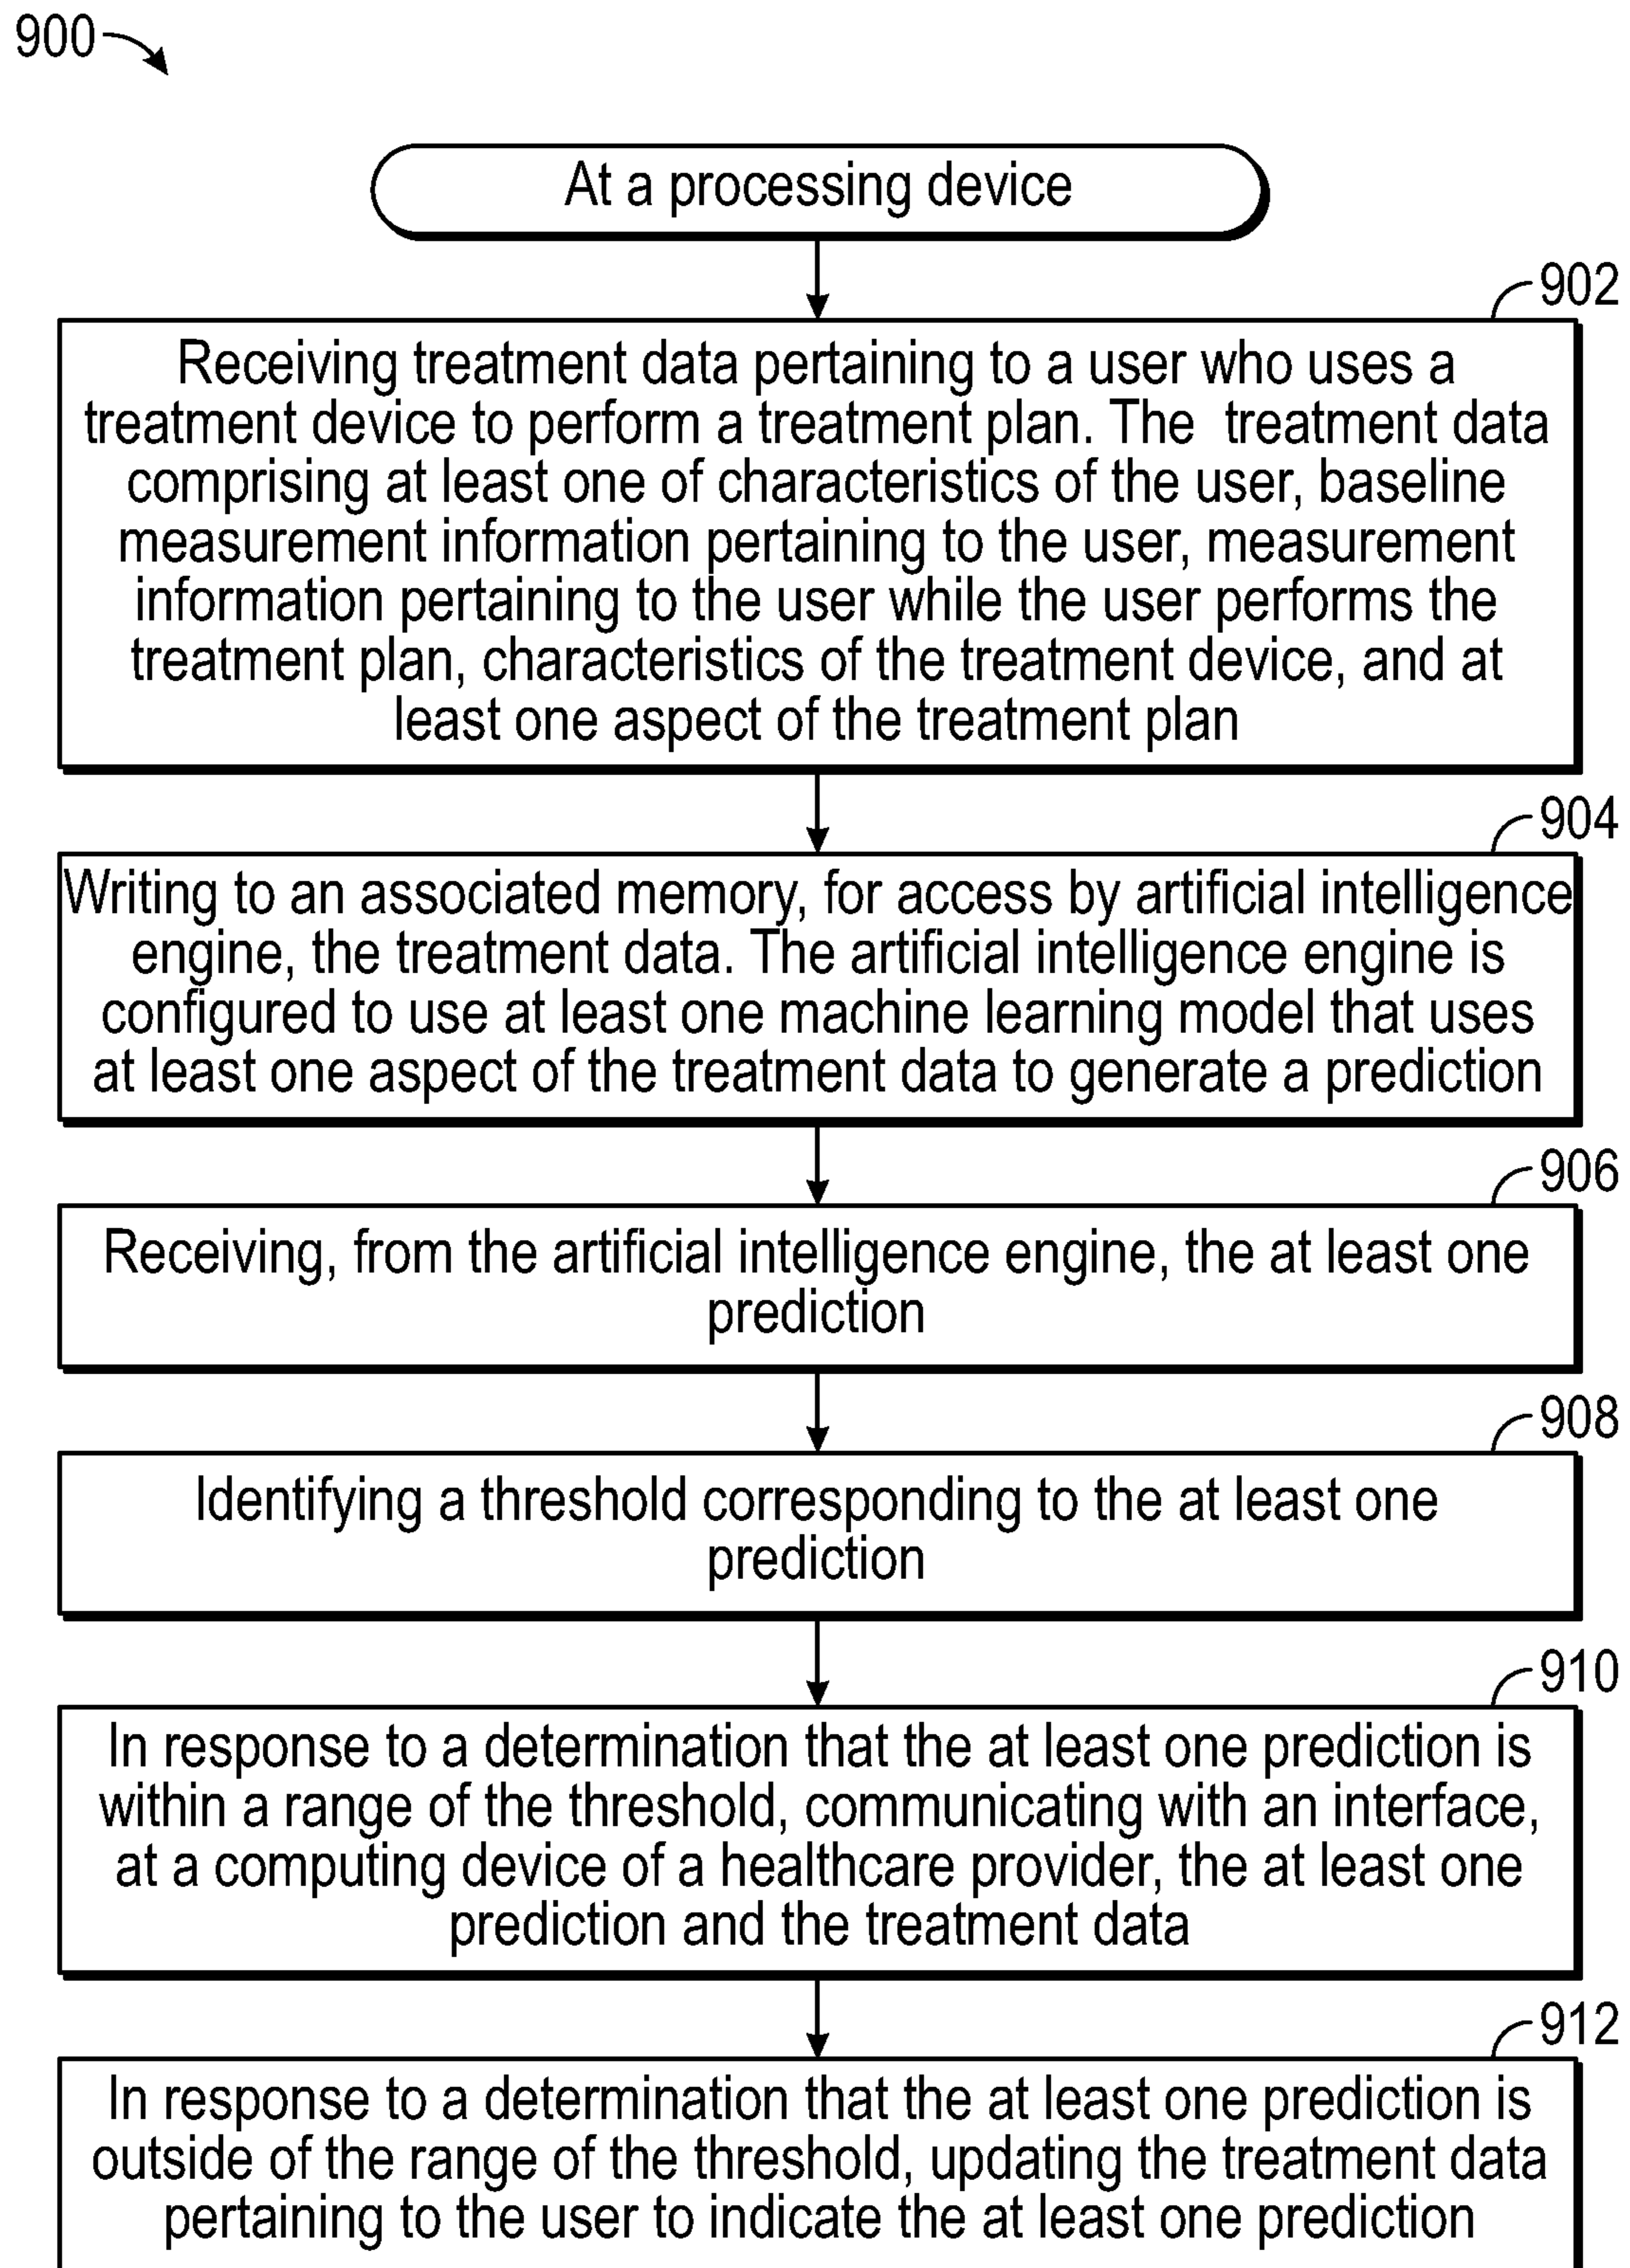 900
At a processing device
902
Receiving treatment data pertaining to a user who uses a
treatment device to perform a treatment plan. The treatment data
comprising at least one of characteristics of the user, baseline
measurement information pertaining to the user, measurement
information pertaining to the user while the user performs the
treatment plan, characteristics of the treatment device, and at
least one aspect of the treatment plan
904
Writing to an associated memory, for access by artificial intelligence
engine, the treatment data. The artificial intelligence engine is
configured to use at least one machine learning model that uses
at least one aspect of the treatment data to generate a prediction
906
Receiving, from the artificial intelligence engine, the at least one
prediction
908
Identifying a threshold corresponding to the at least one
prediction
910
In response to a determination that the at least one prediction is
within a range of the threshold, communicating with an interface,
at a computing device of a healthcare provider, the at least one
prediction and the treatment data
912
In response to a determination that the at least one prediction is
outside of the range of the threshold, updating the treatment data
pertaining to the user to indicate the at least one prediction